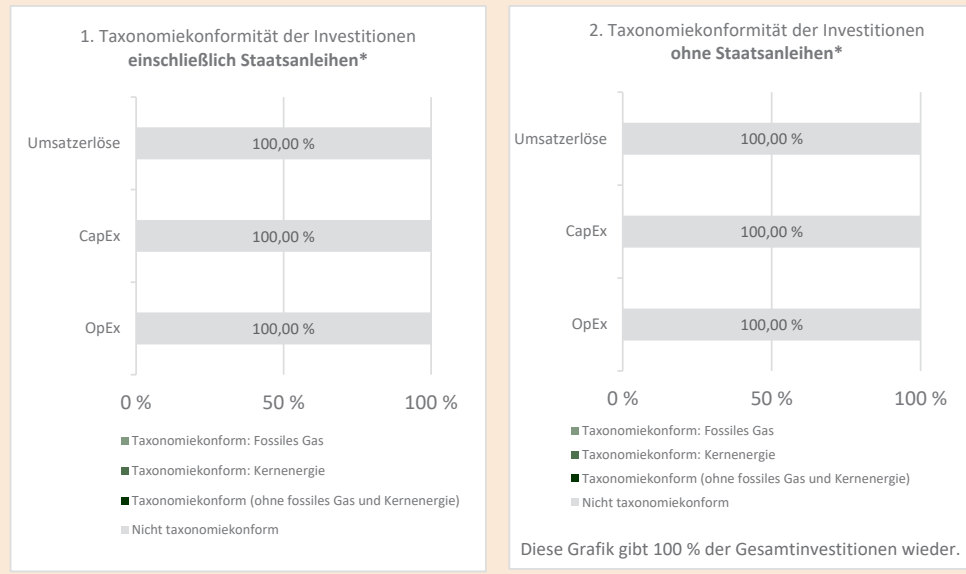 1. Taxonomiekonformität der Investitionen
einschließlich Staatsanleihen*
Umsatzerlöse
100,00 %
CapEx
100,00 %
OpEx
100,00 %
0 %
50 %
100 %
Taxonomiekonform: Fossiles Gas
Taxonomiekonform: Kernenergie
Taxonomiekonform (ohne fossiles Gas und Kernenergie)
Nicht taxonomiekonform
2. Taxonomiekonformität der Investitionen
ohne Staatsanleihen*
Umsatzerlöse
100,00 %
CapEx
100,00 %
OpEx
100,00 %
0 %
50 %
100 %
Taxonomiekonform: Fossiles Gas
Taxonomiekonform: Kernenergie
Taxonomiekonform (ohne fossiles Gas und Kernenergie)
Nicht taxonomiekonform
Diese Grafik gibt 100 % der Gesamtinvestitionen wieder.